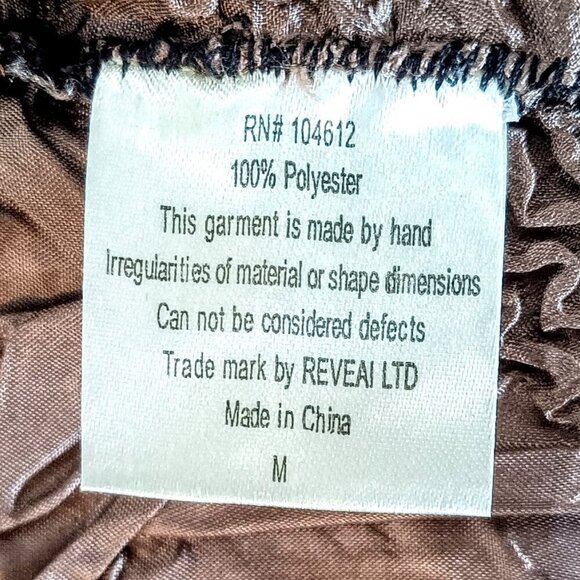 RN# 104612
100% Polyester
This garment is made by hand
Irregularities of material or shape dimensions
Can not be considered defects
Trade mark by REVEAI LTD
Made in China
M